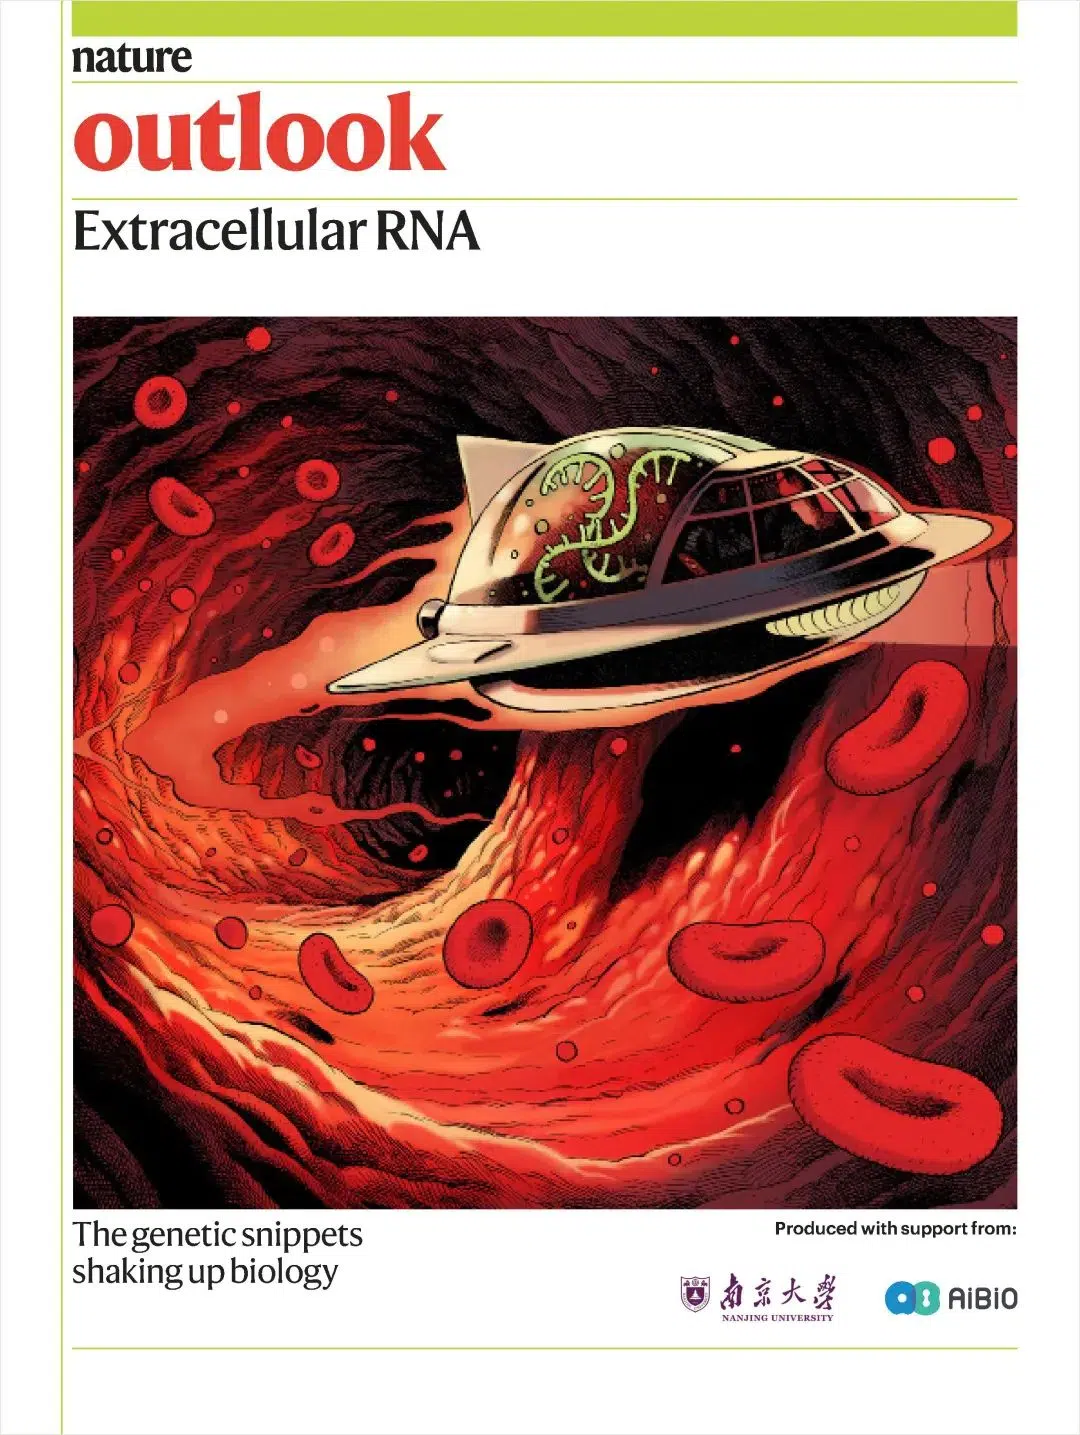 nature
outlook
Extracellular RNA
The genetic snippets
shaking up biology
Produced with support from:
南京大学
NANJING UNIVERSITY
AiBiO